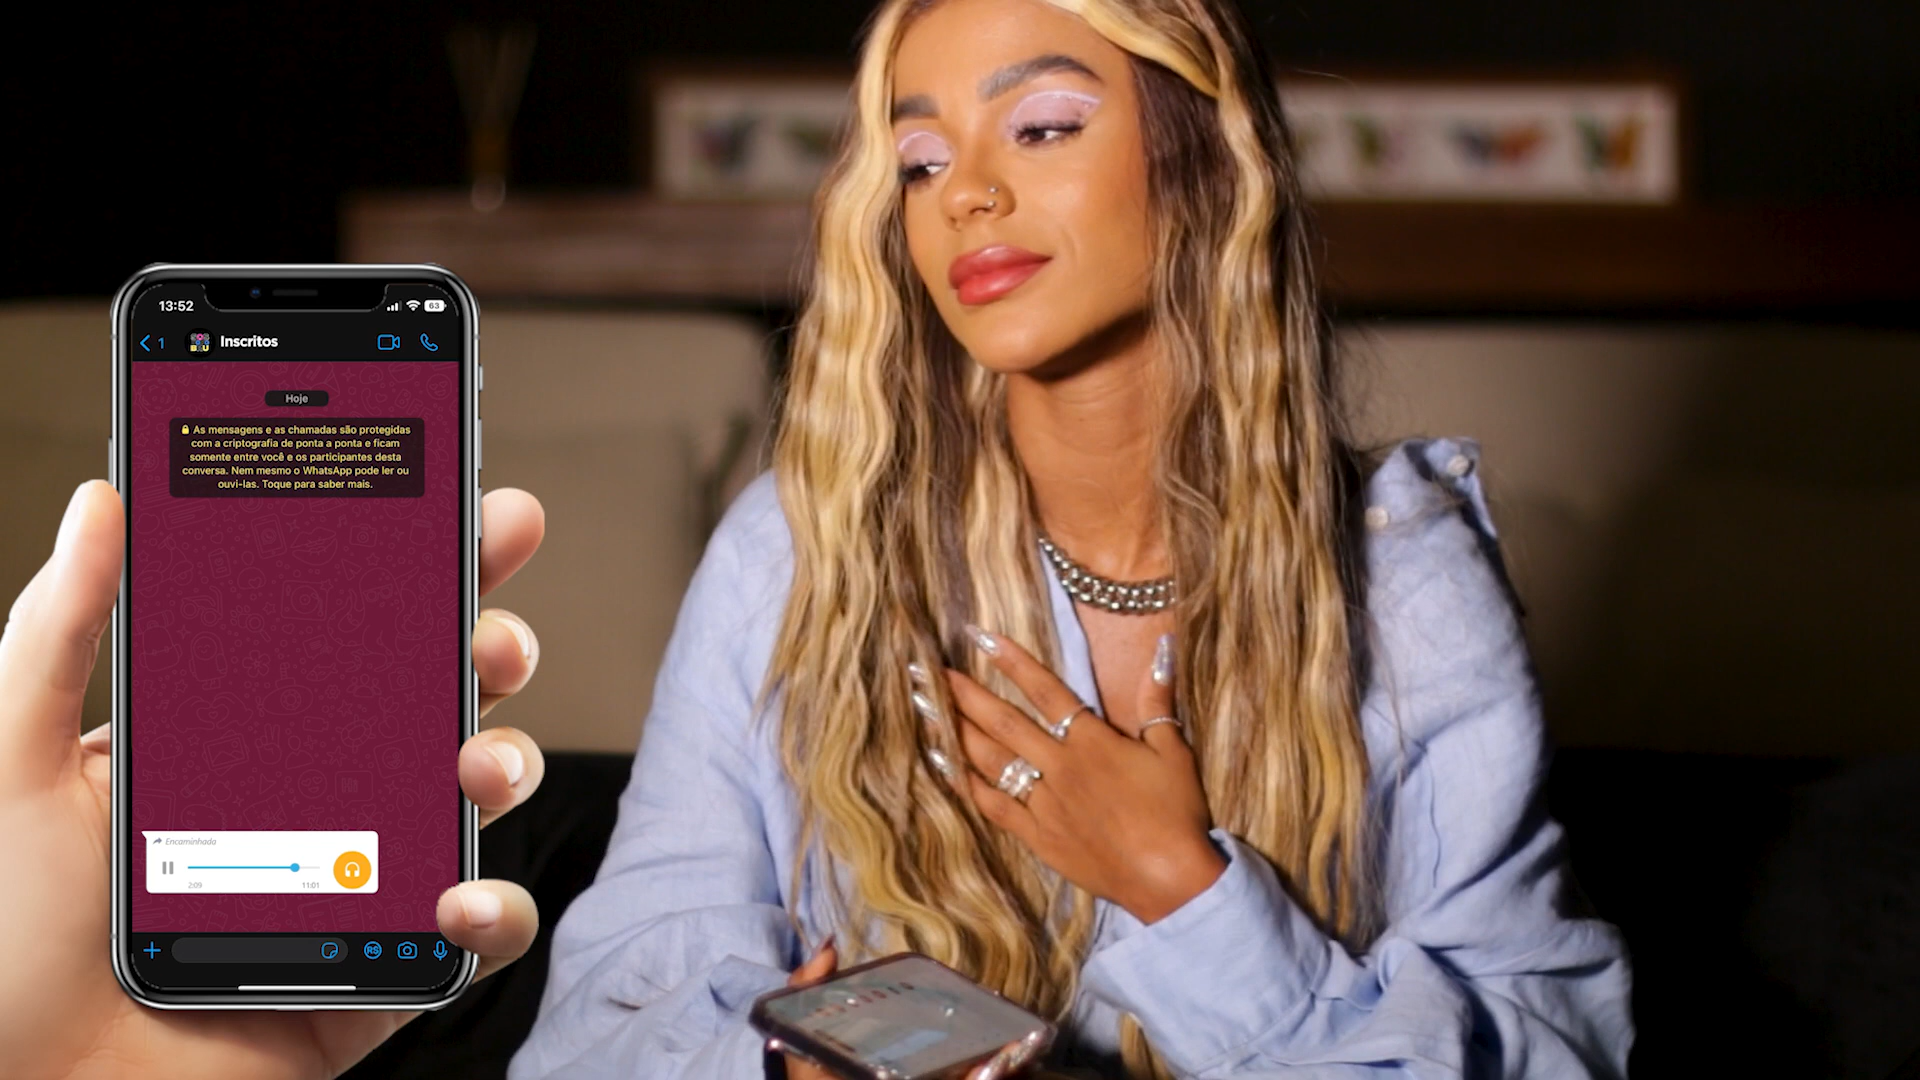 13:52
63
1
Inscritos
Hoje
As mensagens e as chamadas são protegidas
com a criptografia de ponta a ponta e ficam
somente entre você e os participantes desta
conversa. Nem mesmo o WhatsApp pode ler ou
ouvi-las. Toque para saber mais.
Encaminhada
2:09
11:01
R$